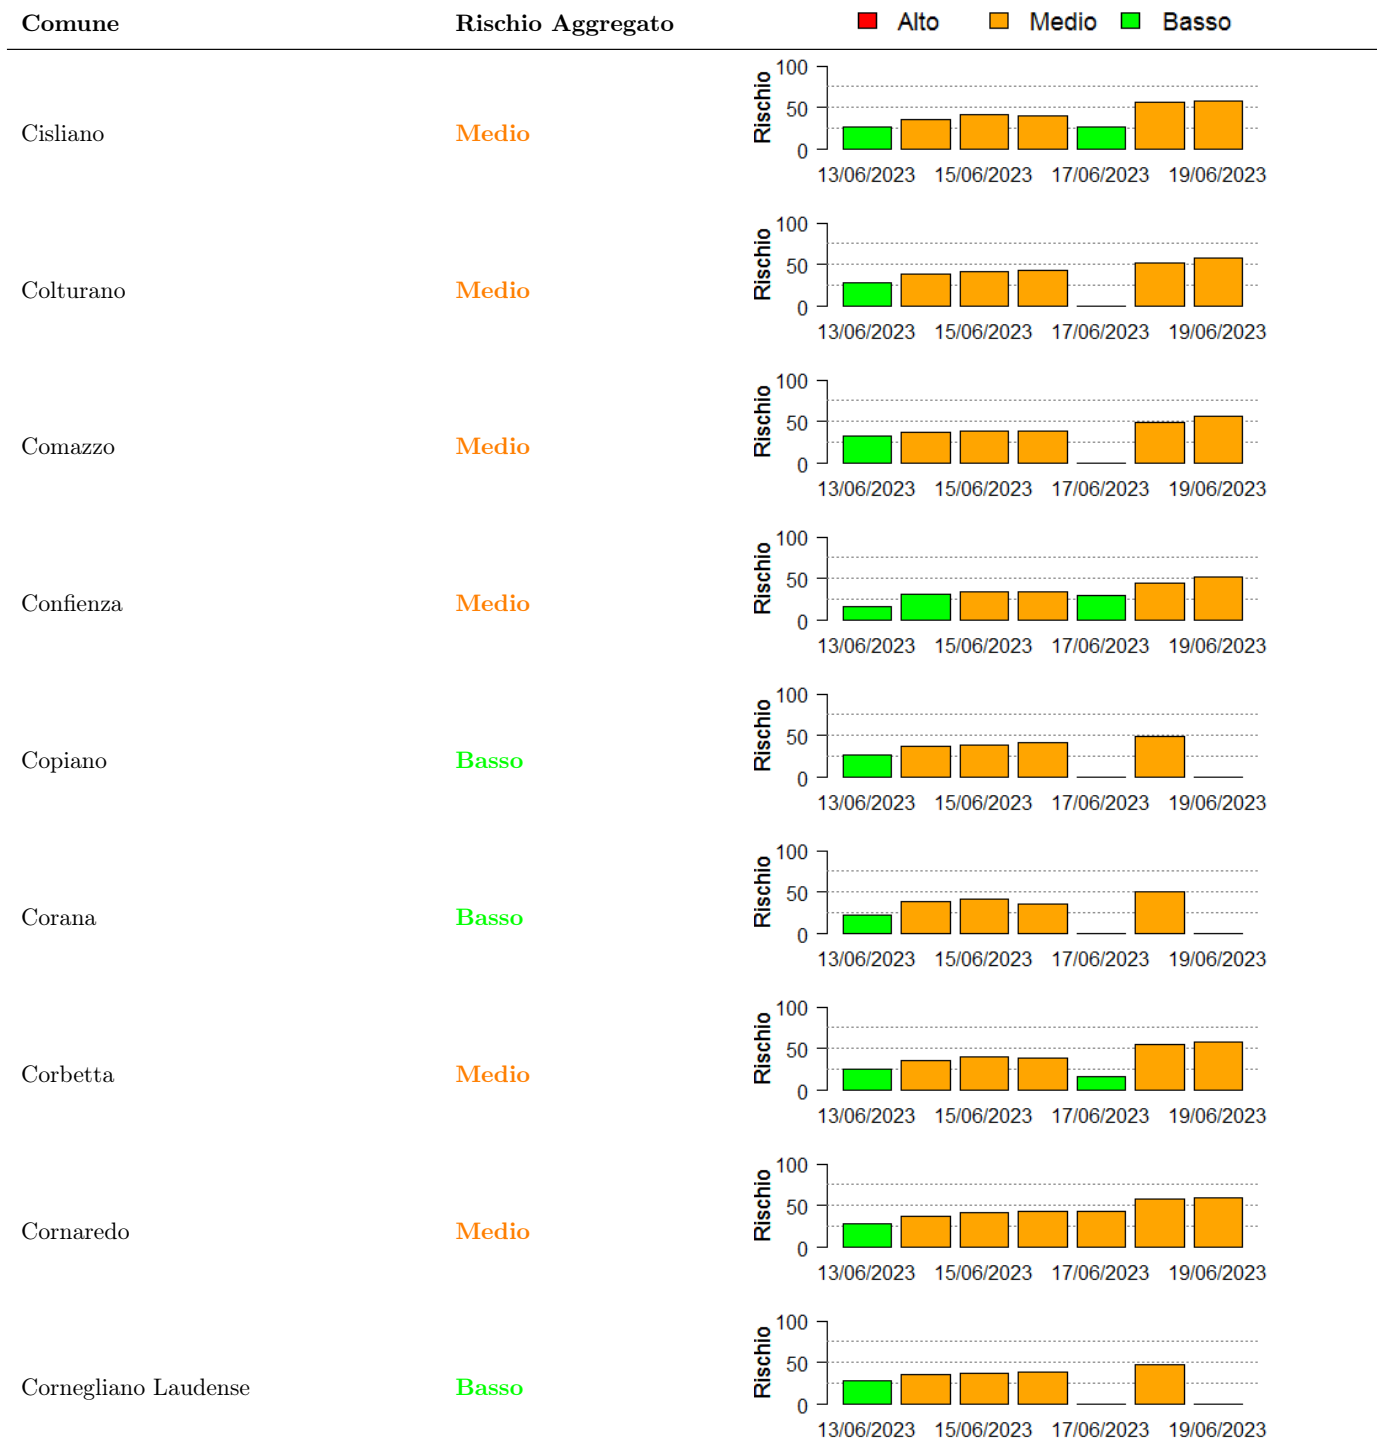 Comune Rischio Aggregato Alto Medio Basso
100
Rischio
50
Cisliano Medio
0
13/06/2023 15/06/2023 17/06/2023 19/06/2023
100
Rischio
50
Colturano Medio
0
13/06/2023 15/06/2023 17/06/2023 19/06/2023
100
Rischio
50
Comazzo Medio
0
13/06/2023 15/06/2023 17/06/2023 19/06/2023
100
Rischio
50
Confienza Medio
0
13/06/2023 15/06/2023 17/06/2023 19/06/2023
100
Rischio
50
Copiano Basso
0
13/06/2023 15/06/2023 17/06/2023 19/06/2023
100
Rischio
50
Corana Basso
0
13/06/2023 15/06/2023 17/06/2023 19/06/2023
100
Rischio
50
Corbetta Medio
0
13/06/2023 15/06/2023 17/06/2023 19/06/2023
100
Rischio
50
Cornaredo Medio
0
13/06/2023 15/06/2023 17/06/2023 19/06/2023
100
Rischio
50
Cornegliano Laudense Basso
0
13/06/2023 15/06/2023 17/06/2023 19/06/2023